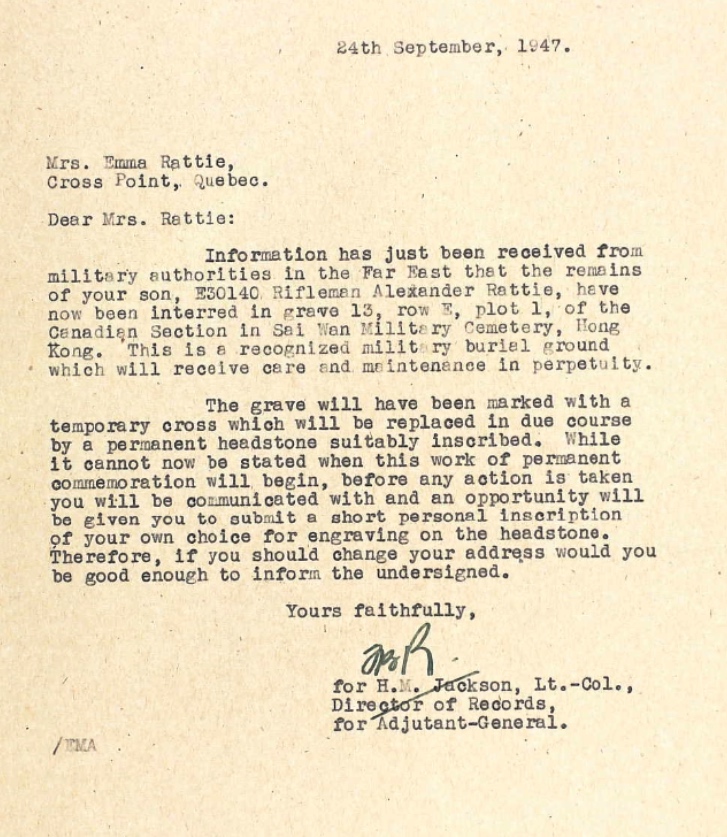 24th September, 1947.
Mrs. Emma Rattie,
Cross Point, Quebec.
Dear Mrs. Rattie:
Information has just been received from
military authorities in the Far East that the remains
of your son, E30140 Rifleman Alexander Rattie, have
now been interred in grave 13, row E, plot 1, of the
Canadian Section in Sai Wan Military Cemetery, Hong
Kong. This is a recognized military burial ground
which will receive care and maintenance in perpetuity.
The grave will have been marked with a
temporary cross which will be replaced in due course
by a permanent headstone suitably inscribed. While
it cannot now be stated when this work of permanent
commemoration will begin, before any action is taken
you will be communicated with and an opportunity will
be given you to submit a short personal inscription
of your own choice for engraving on the headstone.
Therefore, if you should change your address would you
be good enough to inform the undersigned.
Yours faithfully,
for H.M. Jackson, Lt.-Col.,
Director of Records,
for Adjutant-General.
/EMA